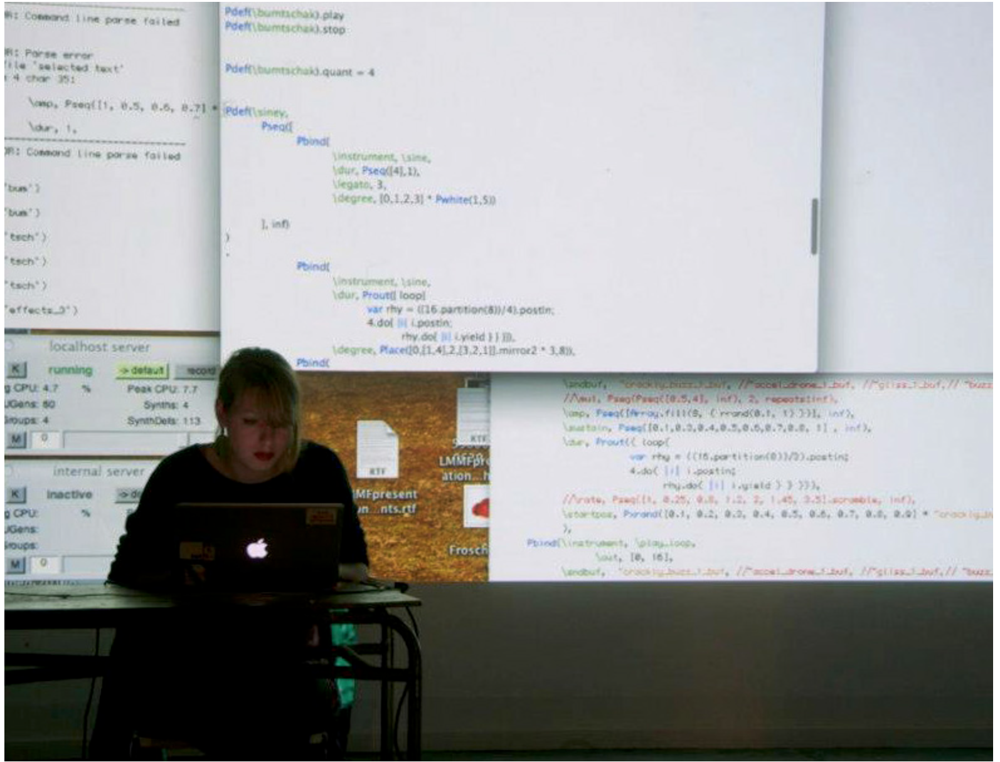 R: Command line parse failed
OR: Parse error
file 'selected text'
4 char 35:
\amp, Pseq([1, 0.5, 0.6, 0.7] *
\dur, 1,
OR: Command line parse failed
'bum')
'bum')
'tsch')
'tsch')
'tsch')
'effects_3')
Pdef(\bumtschak).play
Pdef(\bumtschak).stop
Pdef(\bumtschak).quant = 4
Pdef(\siney,
Pseq([
Pbind(
\instrument, \sine,
\dur, Pseq([4],1),
\legato, 3,
\degree, [0,1,2,3] * Pwhite(1,5))
], inf)
)
Pbind(
\instrument, \sine,
\dur, Prout({ loop{
var rhy = ((16.partition(8))/4).postln;
4.do{ |i| i.postln;
rhy.do{ |i| i.yield } } }}),
\degree, Place([0,[1,4],2,[3,2,1]].mirror2 * 3,8)),
Pbind(
localhost server
K running -> default record
g CPU: 4.7 % Peak CPU: 7.7
UGens: 60 Synths: 4
Groups: 4 SynthDefs: 113
M 0
internal server
K inactive -> de
g CPU: %
UGens:
Groups:
M 0
RTF
MFpresent
on...nts.rtf
RTF
LMMFpre
ation...h
Frosch
\sndbuf, ~crackly_buzz_1_buf, //~accel_drone_1_buf, //~gliss_1_buf,// ~buzz
//\mul, Pseq(Pseq([0.5,4], inf), 2, repeats:inf),
\amp, Pseq([Array.fill(8, { rrand(0.1, 1) })], inf),
\sustain, Pseq([0.1,0.3,0.4,0.5,0.6,0.7,0.8, 1] , inf),
\dur, Prout({ loop{
var rhy = ((16.partition(8))/2).postln;
4.do{ |i| i.postln;
rhy.do{ |i| i.yield } } }}),
//\rate, Pseq([1, 0.25, 0.8, 1.2, 2, 1.45, 3.5].scramble, inf),
\startpos, Pxrand([0.1, 0.2, 0.3, 0.4, 0.5, 0.6, 0.7, 0.8, 0.9] *
),
Pbind(\instrument, \play_loop,
\out, [0, 16],
\sndbuf, ~crackly_buzz_1_buf, //~accel_drone_1_buf, //~gliss_1_buf,// ~buzz